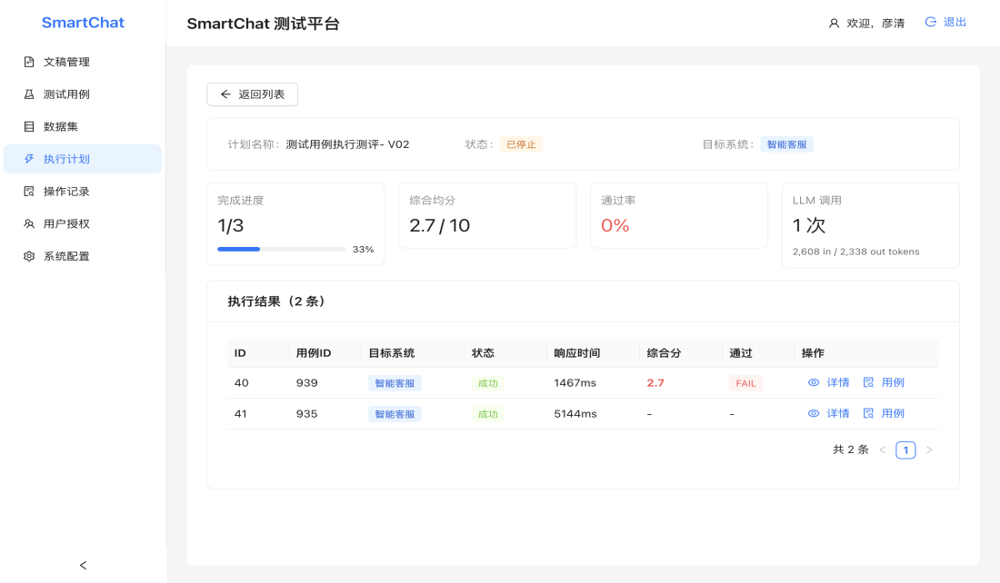 SmartChat
SmartChat 测试平台
欢迎, 彦清
退出
文稿管理
测试用例
数据集
执行计划
操作记录
用户授权
系统配置
返回列表
计划名称: 测试用例执行测评- V02
状态: 已停止
目标系统: 智能客服
完成进度
1/3
33%
综合均分
2.7 / 10
通过率
0%
LLM 调用
1 次
2,608 in / 2,338 out tokens
执行结果（2 条）
ID 用例ID 目标系统 状态 响应时间 综合分 通过 操作
40 939 智能客服 成功 1467ms 2.7 FAIL 详情 用例
41 935 智能客服 成功 5144ms - - 详情 用例
共 2 条 < 1 >